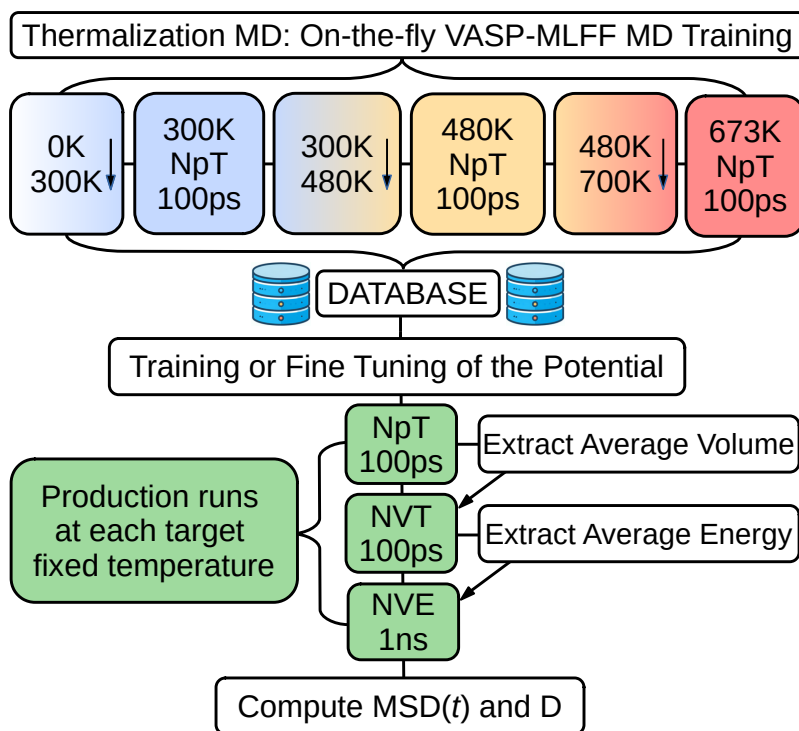 Thermalization MD: On-the-fly VASP-MLFF MD Training
0K
300K
300K
NpT
100ps
300K
480K
480K
NpT
100ps
480K
700K
673K
NpT
100ps
DATABASE
Training or Fine Tuning of the Potential
NpT
100ps
Extract Average Volume
Production runs
at each target
fixed temperature
NVT
100ps
Extract Average Energy
NVE
1ns
Compute MSD(t) and D